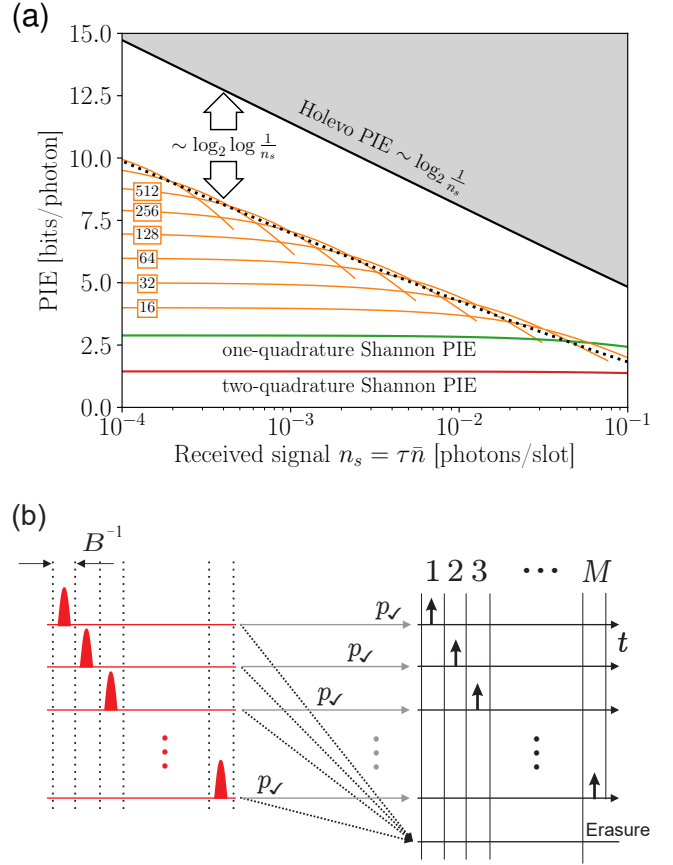 (a)
15.0
12.5
10.0
7.5
5.0
2.5
0.0
PIE [bits/photon]
Holevo PIE ∼ log₂ 1/nₛ
∼ log₂ log 1/nₛ
512
256
128
64
32
16
one-quadrature Shannon PIE
two-quadrature Shannon PIE
10⁻⁴ 10⁻³ 10⁻² 10⁻¹
Received signal nₛ = τn̄ [photons/slot]
(b)
B⁻¹
1 2 3 ⋯ M
p✓
t
p✓
p✓
p✓
Erasure